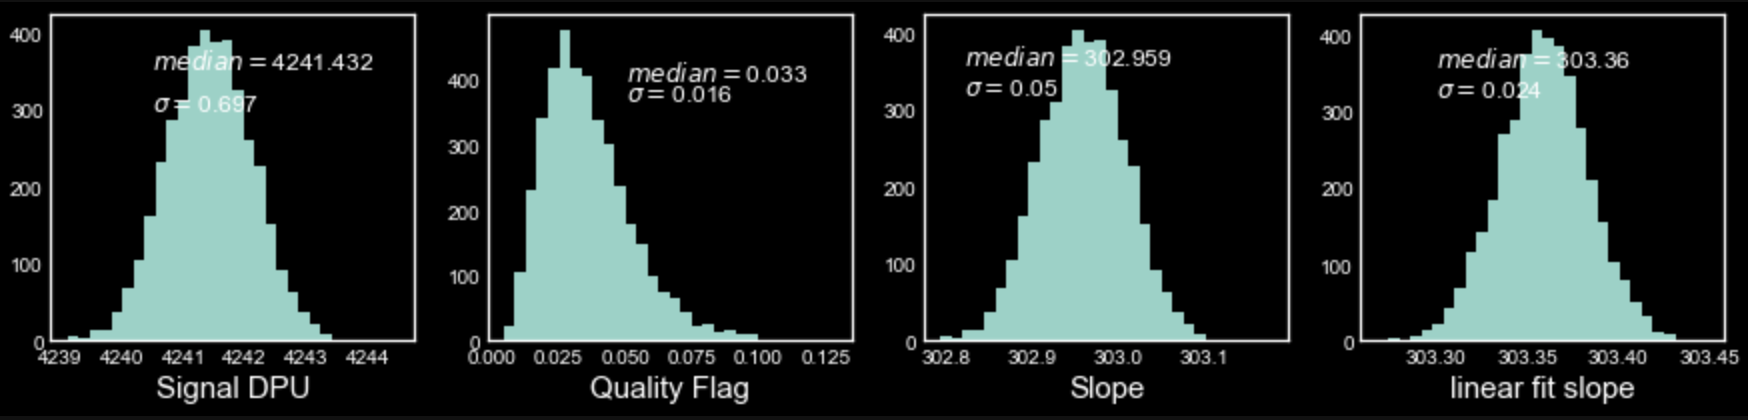 400
300
200
100
0
median = 4241.432
σ = 0.697
4239 4240 4241 4242 4243 4244
Signal DPU
400
300
200
100
0
median = 0.033
σ = 0.016
0.000 0.025 0.050 0.075 0.100 0.125
Quality Flag
400
300
200
100
0
median = 302.959
σ = 0.05
302.8 302.9 303.0 303.1
Slope
400
300
200
100
0
median = 303.36
σ = 0.024
303.30 303.35 303.40 303.45
linear fit slope